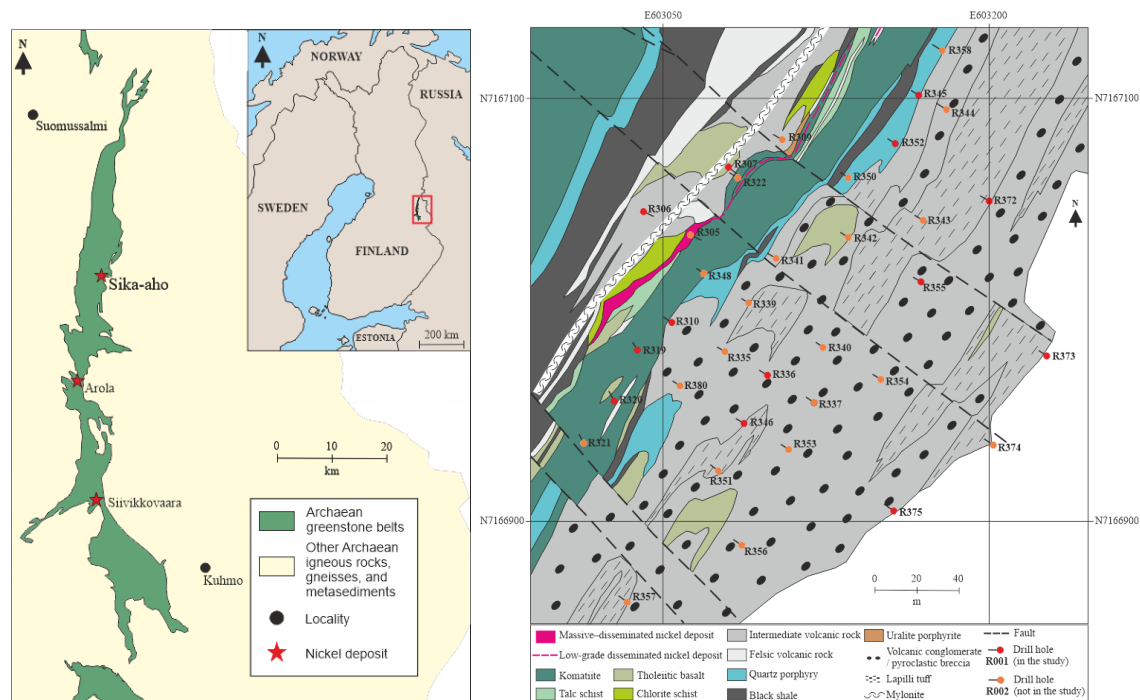 N
Suomussalmi
Sika-aho
Arola
Siivikkovaara
Kuhmo
0 10 20
km
Archaean
greenstone belts
Other Archaean
igneous rocks,
gneisses, and
metasediments
Locality
Nickel deposit
N
NORWAY
RUSSIA
SWEDEN
FINLAND
ESTONIA
200 km
E603050 E603200
N7167100 N7167100
N7166900 N7166900
N
R358
R345
R344
R309
R352
R307
R322
R350
R372
R306
R343
R305
R342
R341
R348
R355
R339
R310
R319
R335
R340
R373
R336
R380
R354
R320
R337
R346
R321
R353
R374
R351
R375
R356
R357
0 20 40
m
Massive–disseminated nickel deposit
Low-grade disseminated nickel deposit
Komatite
Talc schist
Tholeiitic basalt
Chlorite schist
Intermediate volcanic rock
Felsic volcanic rock
Quartz porphyry
Black shale
Uralite porphyrite
Volcanic conglomerate
/ pyroclastic breccia
Lapilli tuff
Mylonite
Fault
Drill hole
R001 (in the study)
Drill hole
R002 (not in the study)